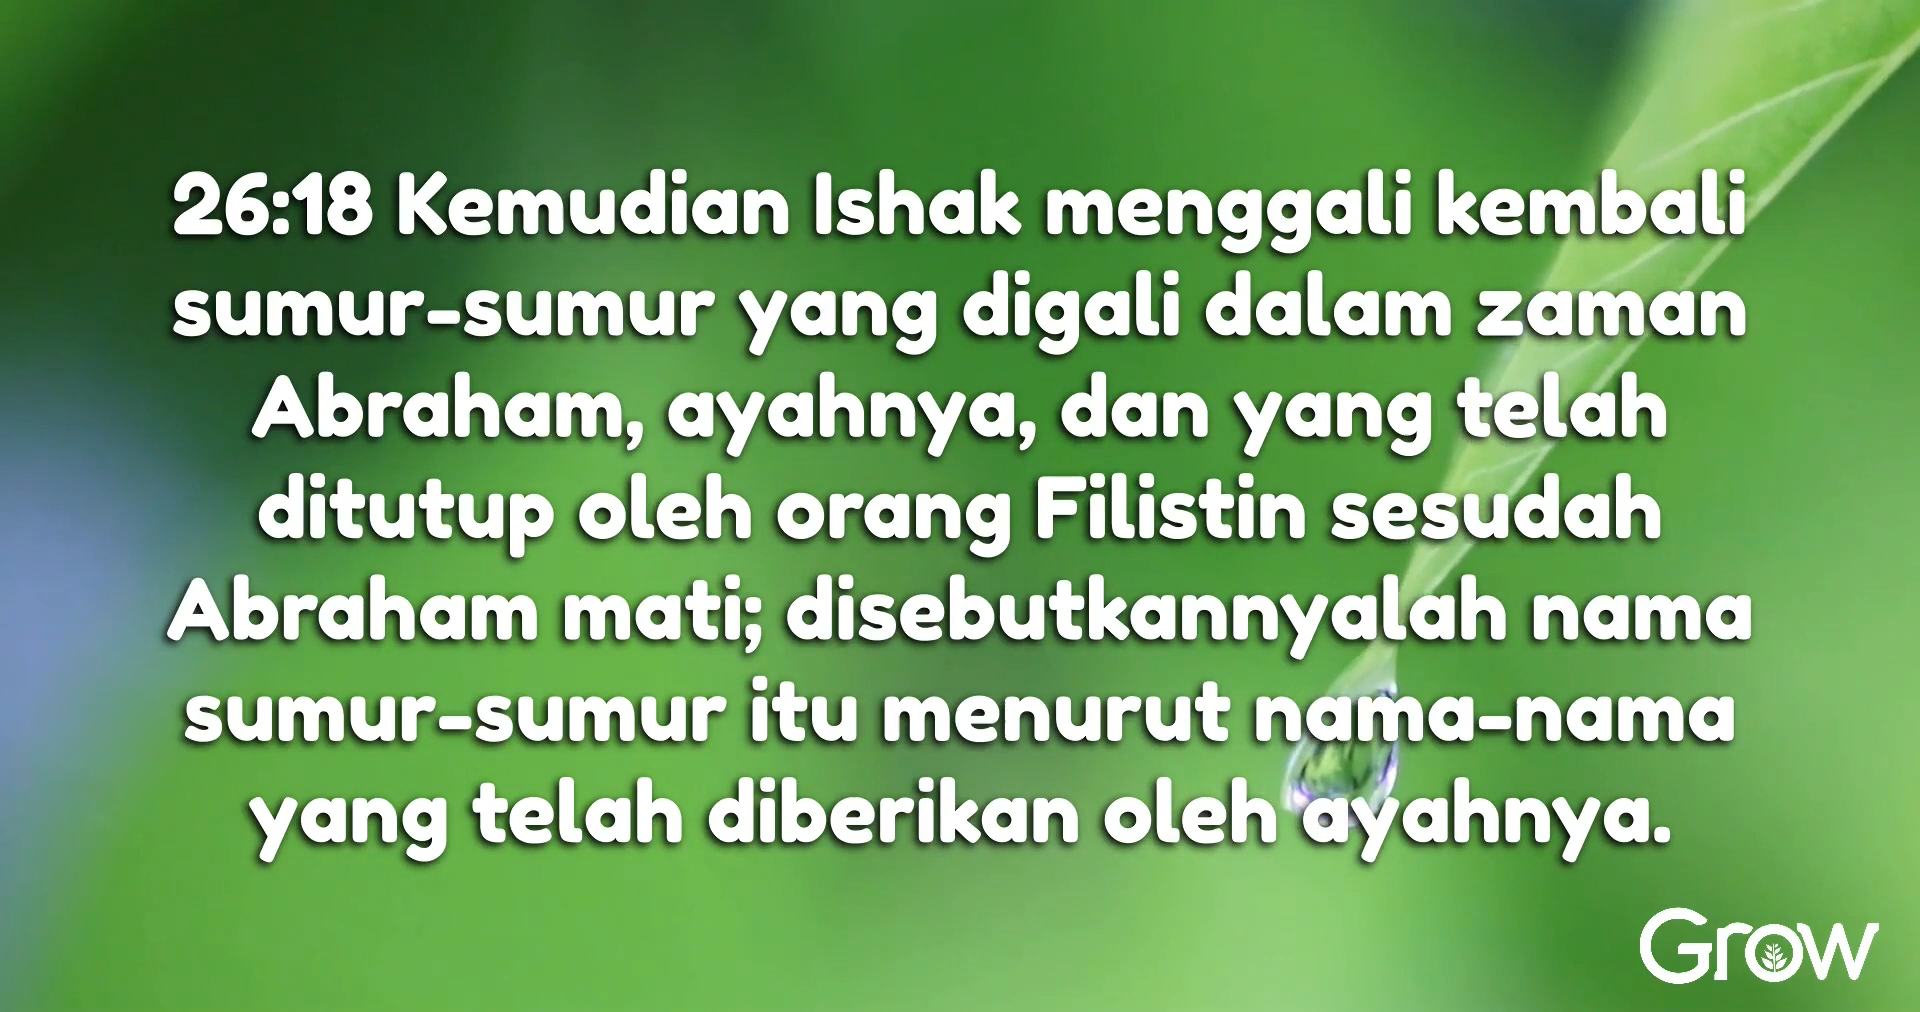 26:18 Kemudian Ishak menggali kembali
sumur-sumur yang digali dalam zaman
Abraham, ayahnya, dan yang telah
ditutup oleh orang Filistin sesudah
Abraham mati; disebutkannyalah nama
sumur-sumur itu menurut nama-nama
yang telah diberikan oleh ayahnya.
Grow